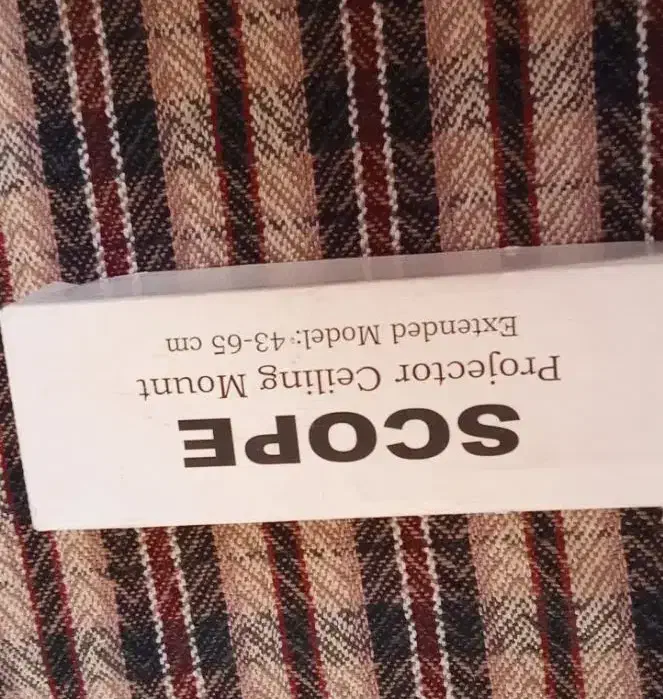 SCOPE
Projector Ceiling Mount
Extended Model: 43-65 cm